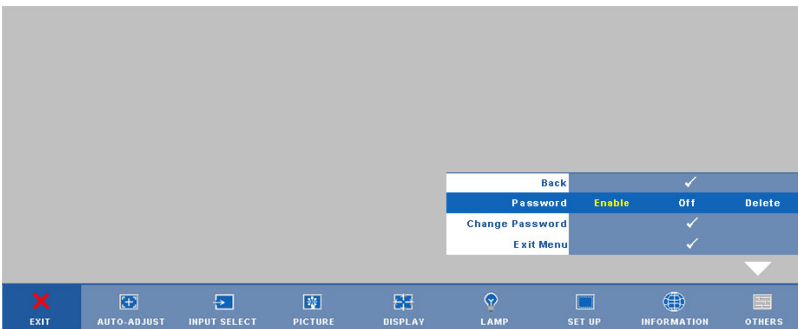 Back
Password Enable Off Delete
Change Password
Exit Menu
EXIT AUTO-ADJUST INPUT SELECT PICTURE DISPLAY LAMP SET UP INFORMATION OTHERS